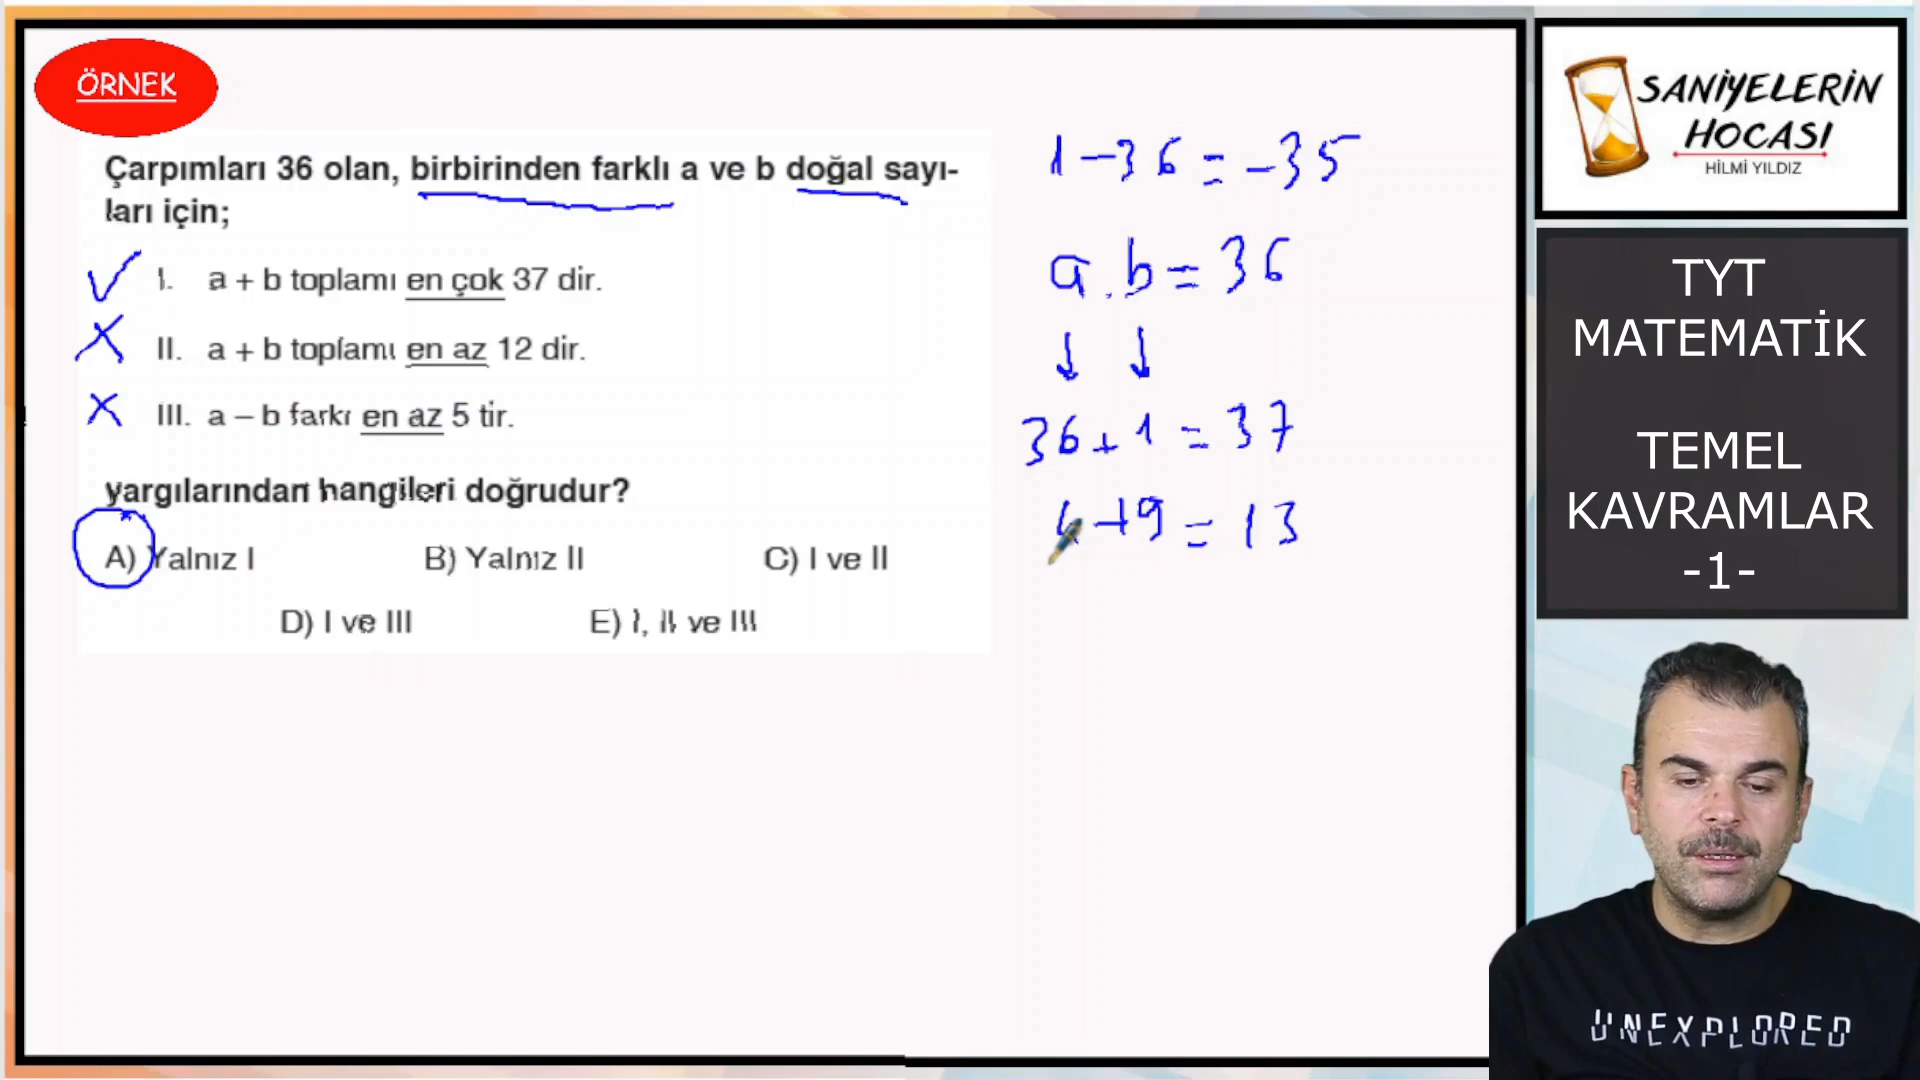 ÖRNEK
Çarpımları 36 olan, birbirinden farklı a ve b doğal sayı-
ları için;
I. a + b toplamı en çok 37 dir.
II. a + b toplamı en az 12 dir.
III. a – b farkı en az 5 tir.
yargılarından hangileri doğrudur?
A) Yalnız I B) Yalnız II C) I ve II
D) I ve III E) I, II ve III
1 - 36 = -35
a . b = 36
36 + 1 = 37
4 + 9 = 13
SANİYELERİN
HOCASI
HİLMİ YILDIZ
TYT
MATEMATİK
TEMEL
KAVRAMLAR
-1-
UNEXPLORED